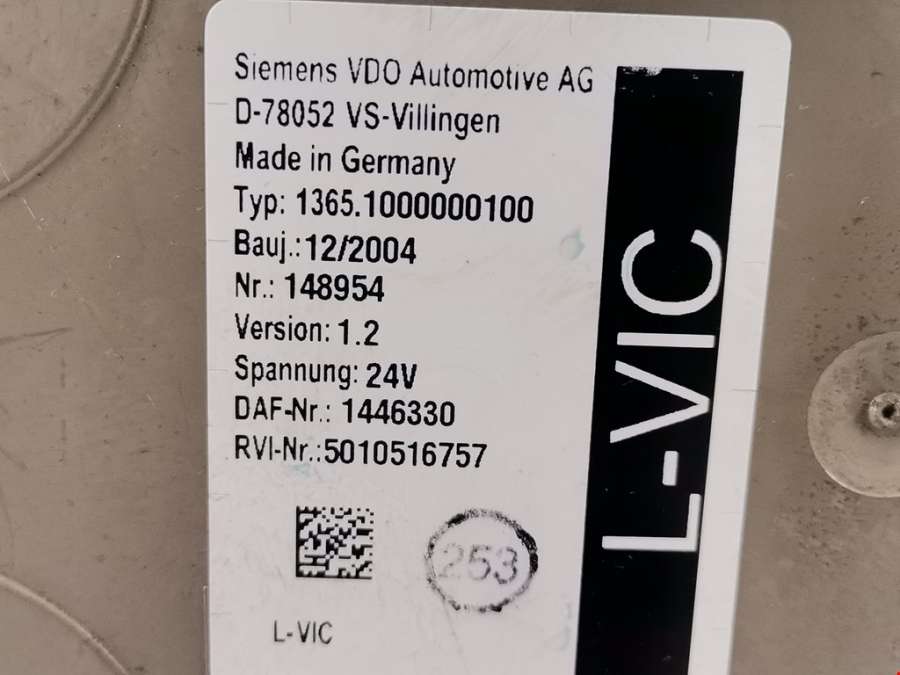 Siemens VDO Automotive AG
D-78052 VS-Villingen
Made in Germany
Typ: 1365.1000000100
Bauj.: 12/2004
Nr.: 148954
Version: 1.2
Spannung: 24V
DAF-Nr.: 1446330
RVI-Nr.:5010516757
253
L-VIC
L-VIC